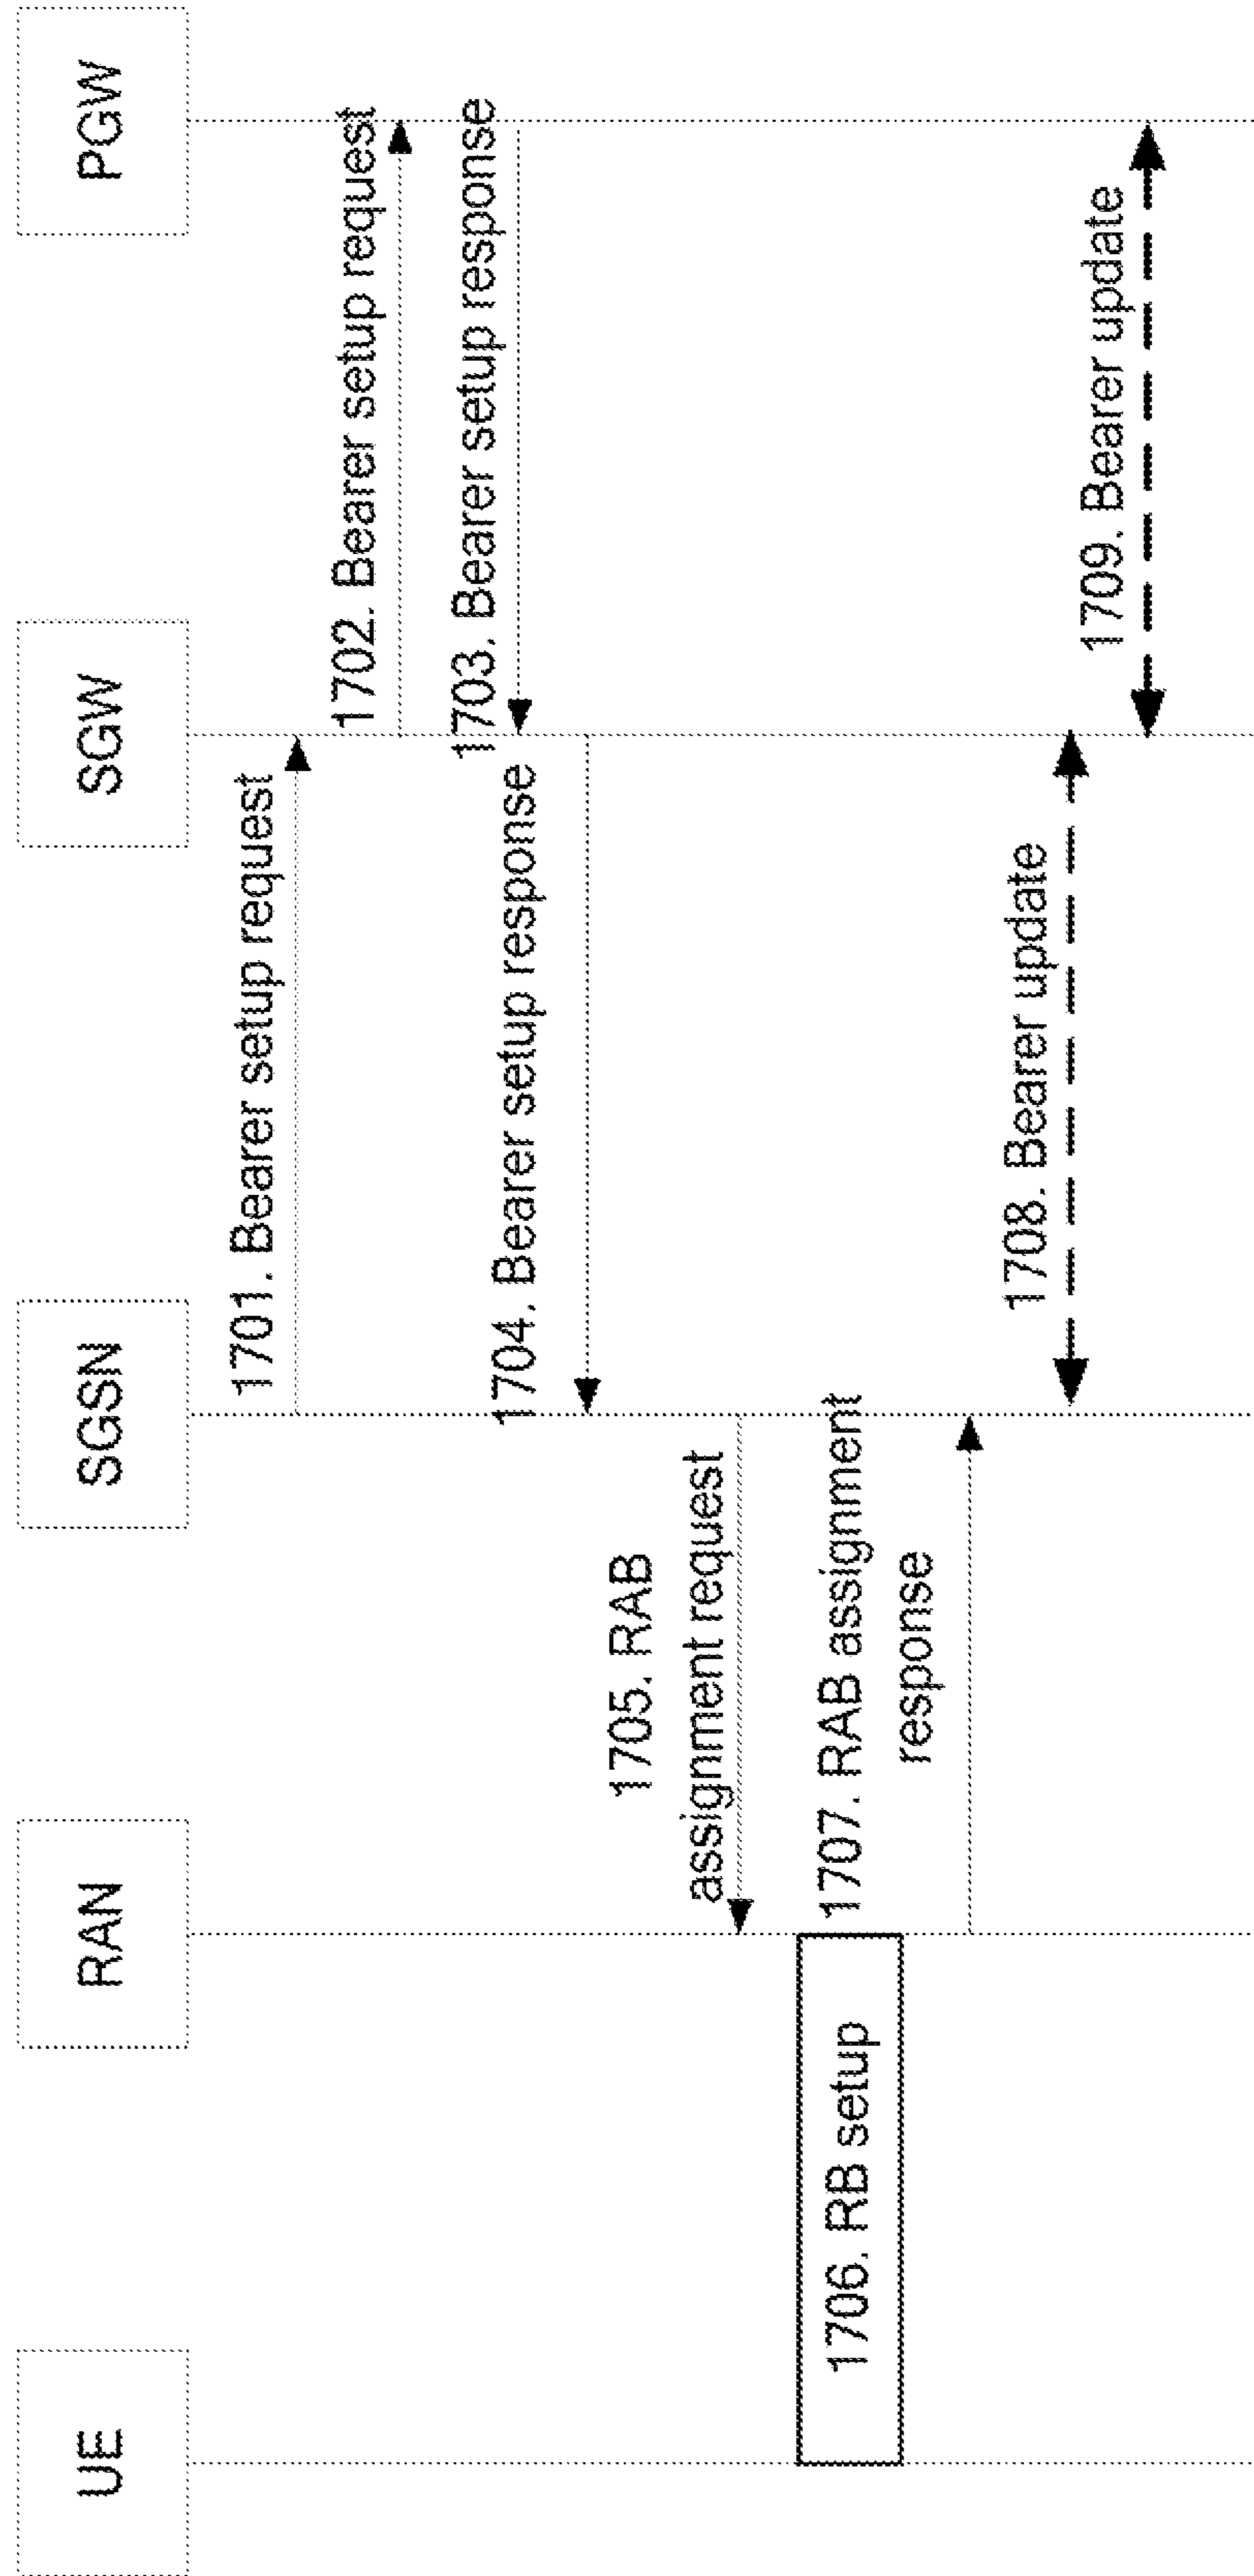 UE
RAN
SGSN
SGW
PGW
1701. Bearer setup request
1702. Bearer setup request
1703. Bearer setup response
1704. Bearer setup response
1705. RAB
assignment request
1706. RB setup
1707. RAB assignment
response
1708. Bearer update
1709. Bearer update